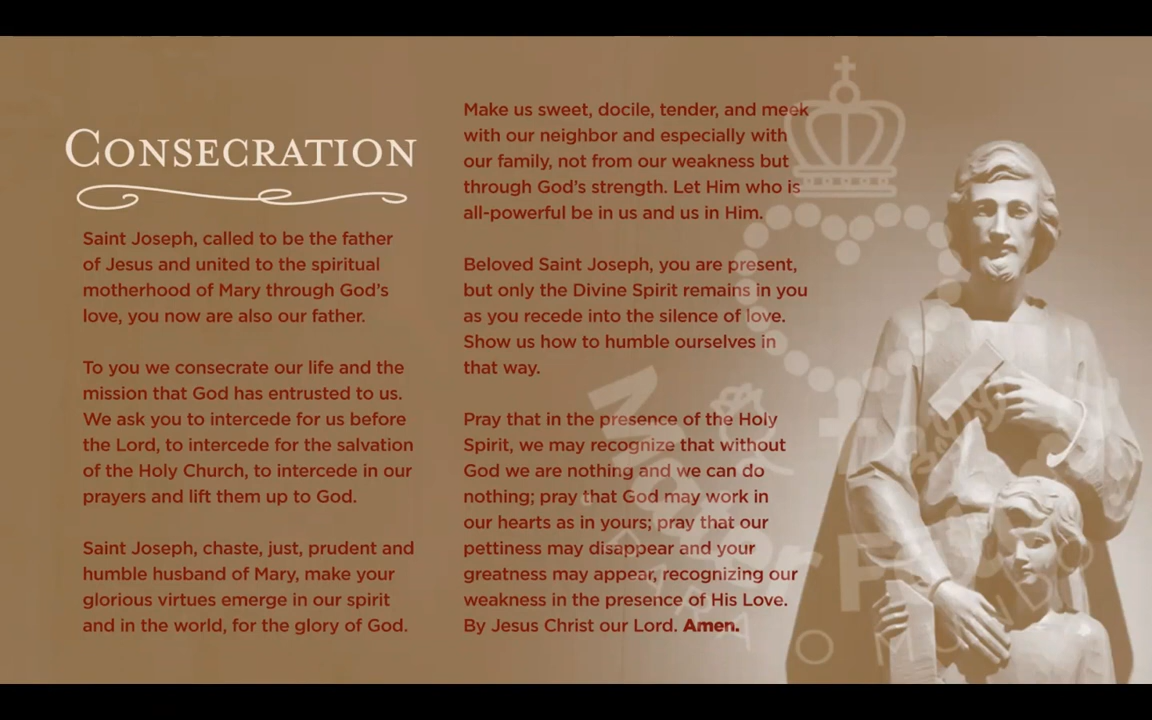 CONSECRATION
Saint Joseph, called to be the father
of Jesus and united to the spiritual
motherhood of Mary through God's
love, you now are also our father.
To you we consecrate our life and the
mission that God has entrusted to us.
We ask you to intercede for us before
the Lord, to intercede for the salvation
of the Holy Church, to intercede in our
prayers and lift them up to God.
Saint Joseph, chaste, just, prudent and
humble husband of Mary, make your
glorious virtues emerge in our spirit
and in the world, for the glory of God.
Make us sweet, docile, tender, and meek
with our neighbor and especially with
our family, not from our weakness but
through God's strength. Let Him who is
all-powerful be in us and us in Him.
Beloved Saint Joseph, you are present,
but only the Divine Spirit remains in you
as you recede into the silence of love.
Show us how to humble ourselves in
that way.
Pray that in the presence of the Holy
Spirit, we may recognize that without
God we are nothing and we can do
nothing; pray that God may work in
our hearts as in yours; pray that our
pettiness may disappear and your
greatness may appear, recognizing our
weakness in the presence of His Love.
By Jesus Christ our Lord. Amen.